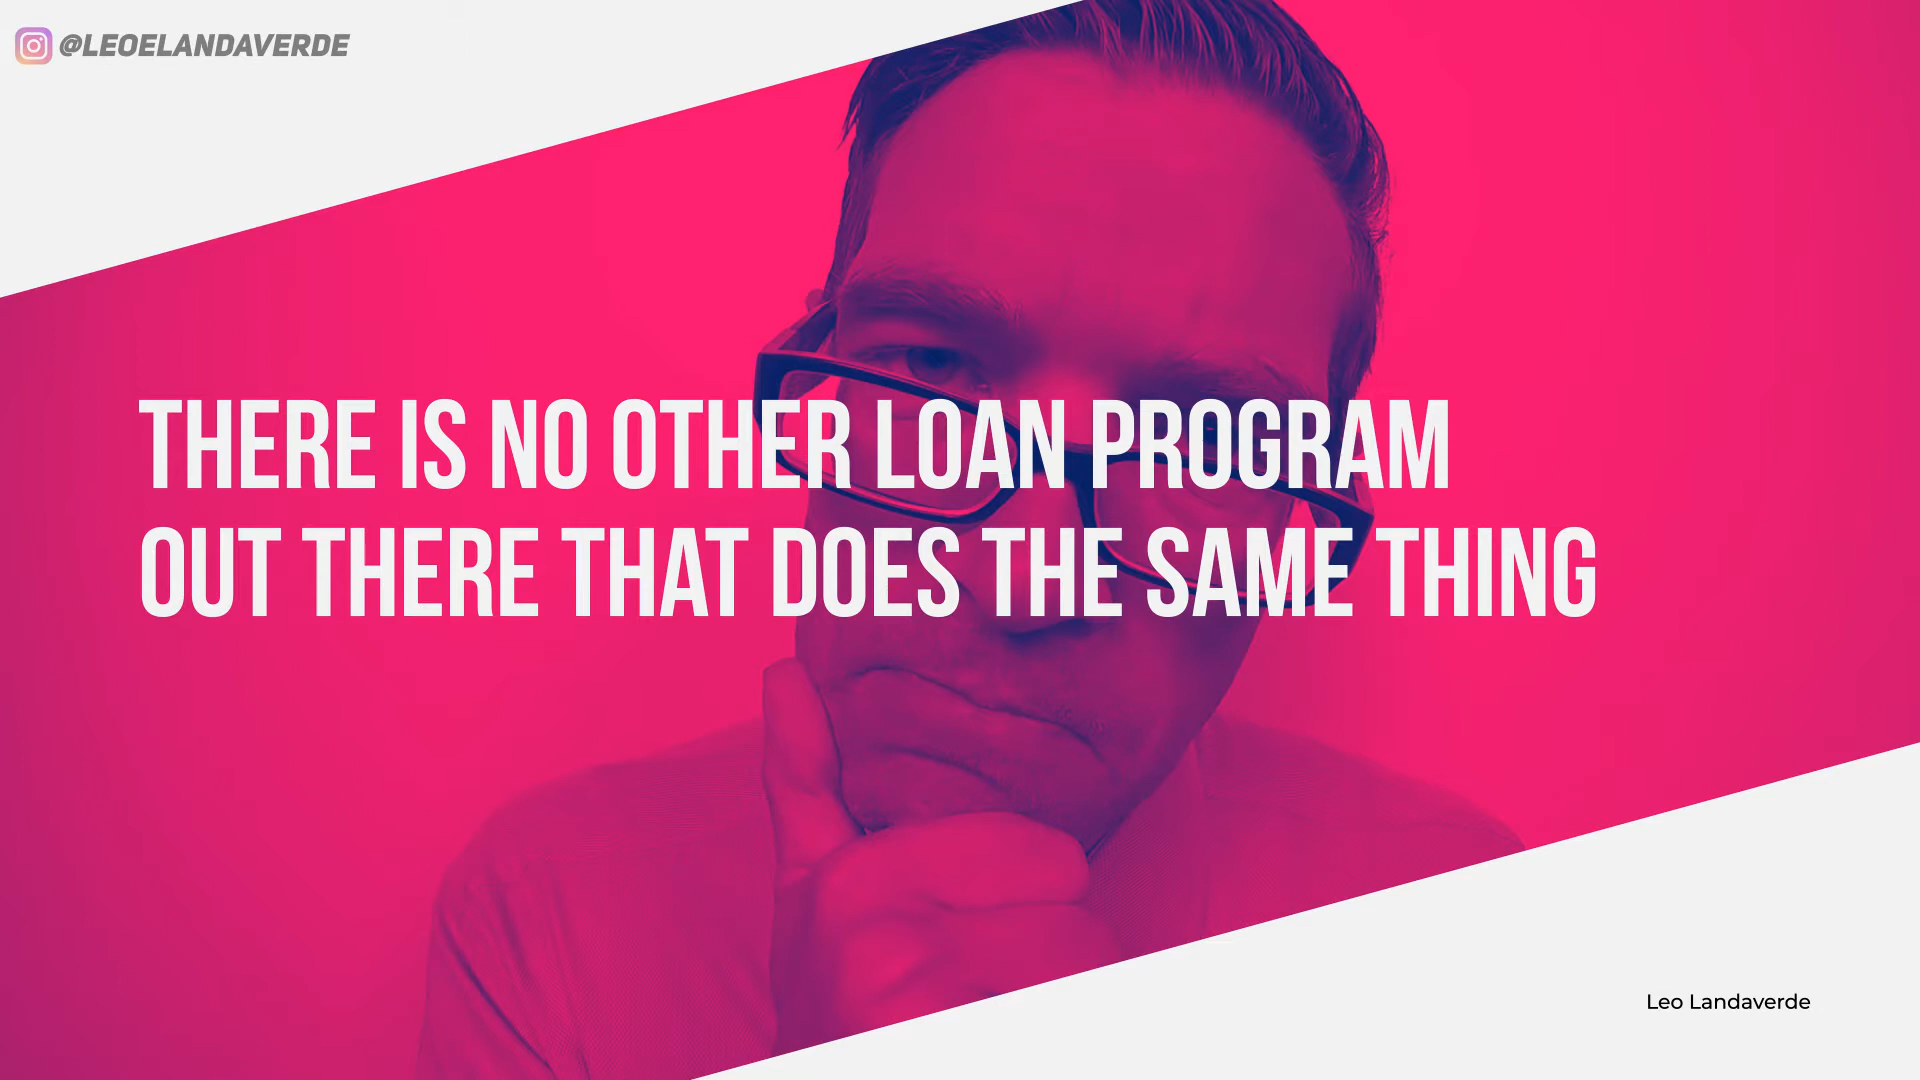 @LEOELANDAVERDE
THERE IS NO OTHER LOAN PROGRAM
OUT THERE THAT DOES THE SAME THING
Leo Landaverde